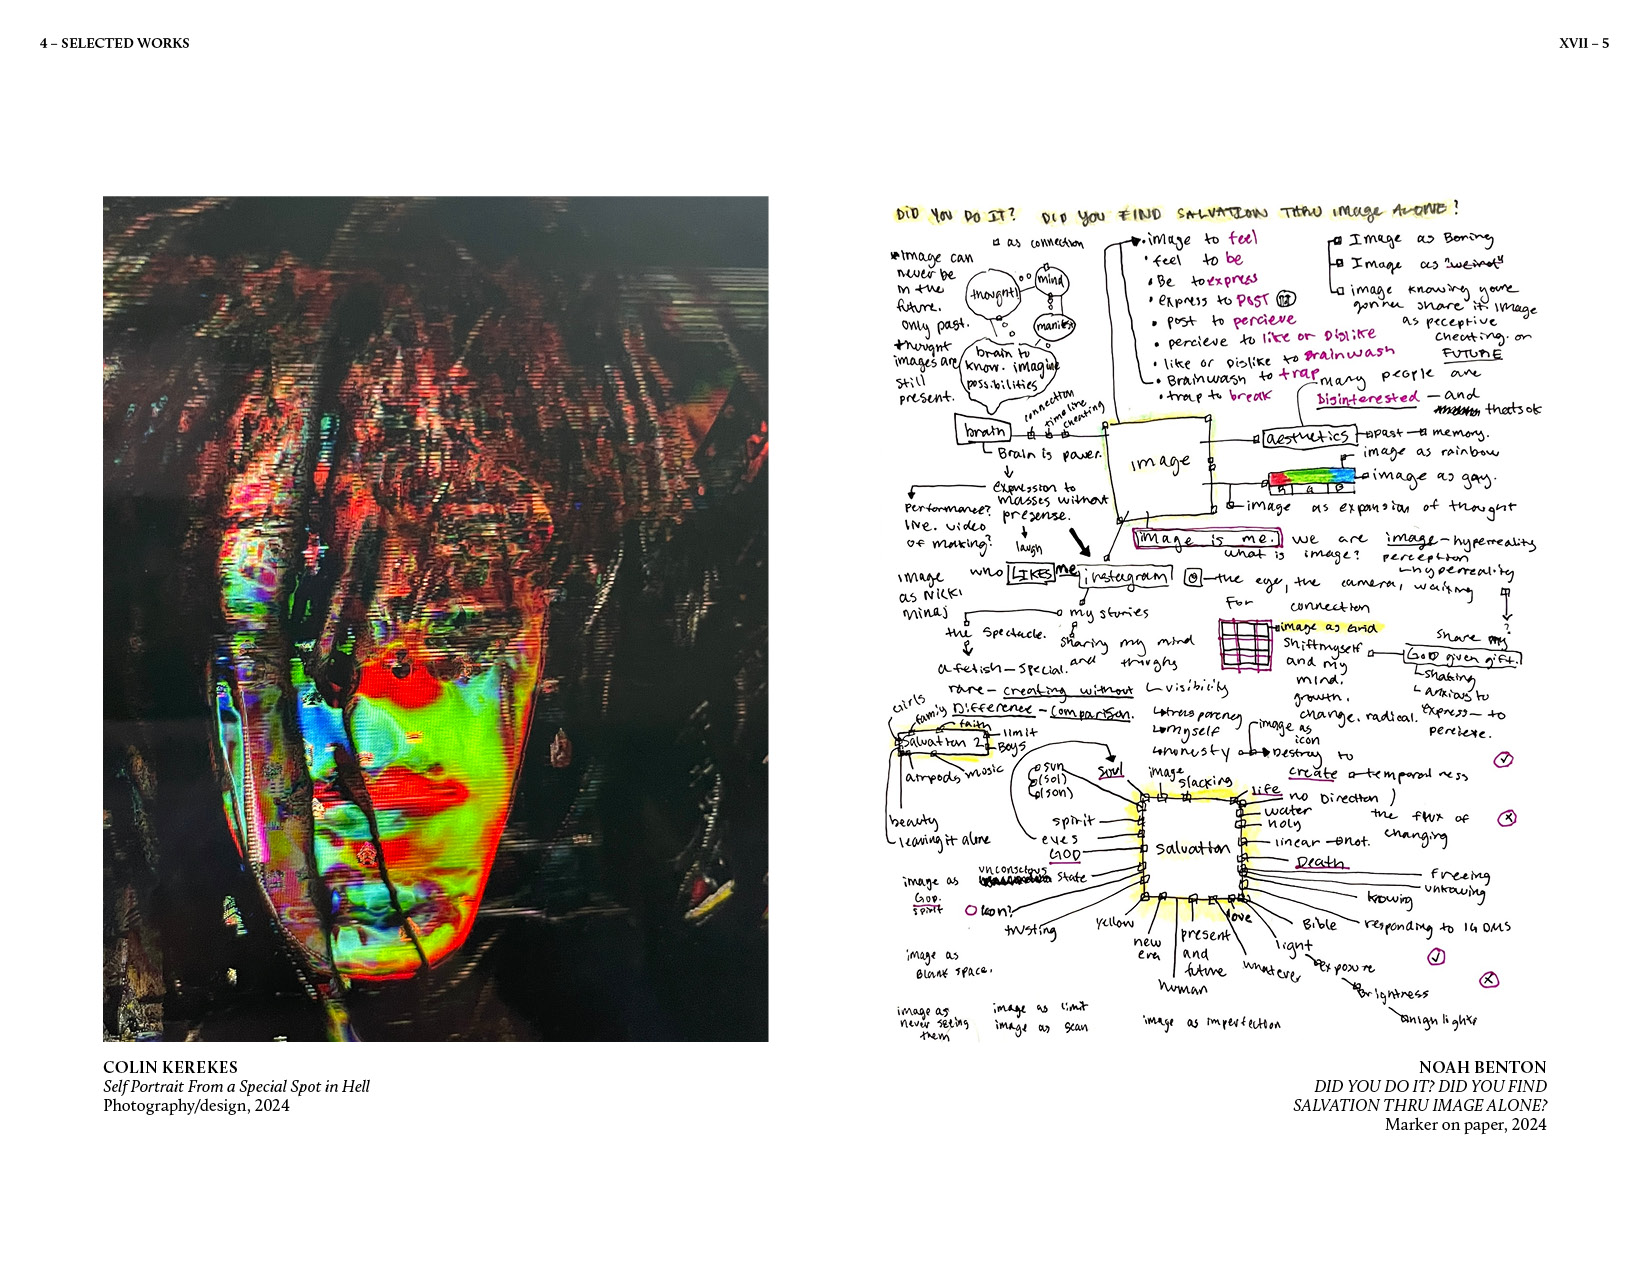 4 – SELECTED WORKS
XVII – 5
DID YOU DO IT? DID YOU FIND SALVATION THRU image ALONE?
as connection
image can
never be
in the
future.
only past.
thought
images are
still
present.
thought!
mind
manifest
brain to
know. imagine
possibilities
brain
connection
timeline
cheating
Brain is power.
expression to
masses without
presense.
laugh
performance?
live. video
of making?
image to feel
feel to be
Be to express
express to POST
post to percieve
percieve to like or Dislike
like or Dislike to Brainwash
Brainwash to trap
trap to break
Image as Boring
Image as "weirdt"
image knowing youre
gonna share it. image
as peceptive
cheating. on
FUTURE
many people are
Disinterested – and
thatsok
image
aesthetics
past
memory.
image as rainbow
R G B
image as gay.
image as expansion of thought
image is me.
we are image – hyperreality
what is image? perception
hyperreality
image
as Nicki
minaj
who LIKES me
instagram
the eye, the camera, waiting
For connection
?
my stories
the spectacle.
sharing my mind
and thoughs
a fetish – special.
rare – creating without
visibility
Difference – comparison.
image as Grid
shift myself
and my
mind.
growth.
change. radical.
share my
GOD given gift.
shaking
anxious to
express – to
percieve.
girls
family
faith
limit
Boys
salvation 2
airpods
music
beauty
leaving it alone
transparency
myself
honesty
image as
icon
Destroy to
create
temporal ness
sun
(sol)
(son)
soul
image
slacking
life
no Direction
water
holy
the flux of
changing
linear
not.
Death
freeing
unkowing
knowing
responding to IG DMS
Bible
light
exposure
Brightness
highlights
salvation
spirit
eyes
GOD
unconscious state
icon?
trusting
yellow
new
era
present
and
future
human
love
whatever
image as
God.
spirit
image as
Blank space.
image as
never seeing
them
image as limit
image as scan
image as imperfection
COLIN KEREKES
Self Portrait From a Special Spot in Hell
Photography/design, 2024
NOAH BENTON
DID YOU DO IT? DID YOU FIND
SALVATION THRU IMAGE ALONE?
Marker on paper, 2024